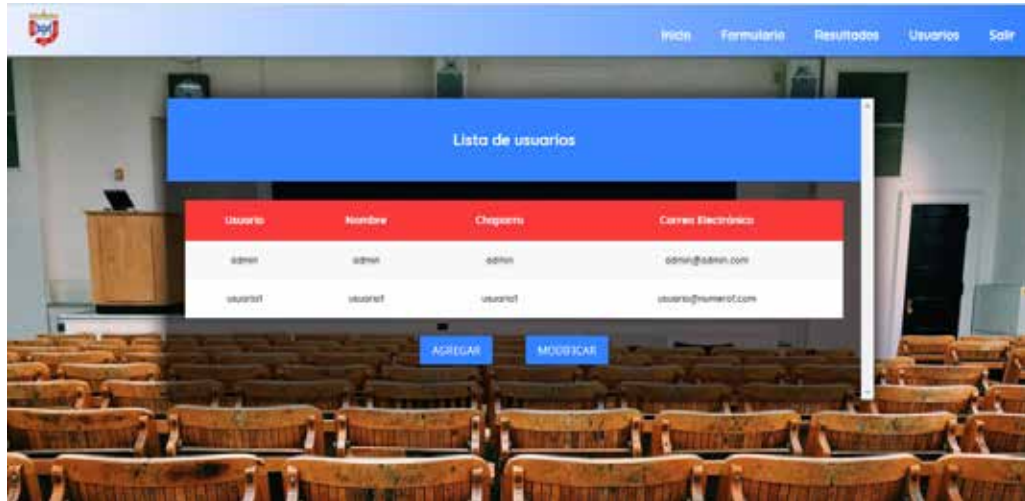 Inicio Formulario Resultados Usuarios Salir
Lista de usuarios
Usuario Nombre Chaparro Correo Electrónico
admin admin admin admin@admin.com
usuario1 usuario1 usuario1 usuario@numero1.com
AGREGAR MODIFICAR